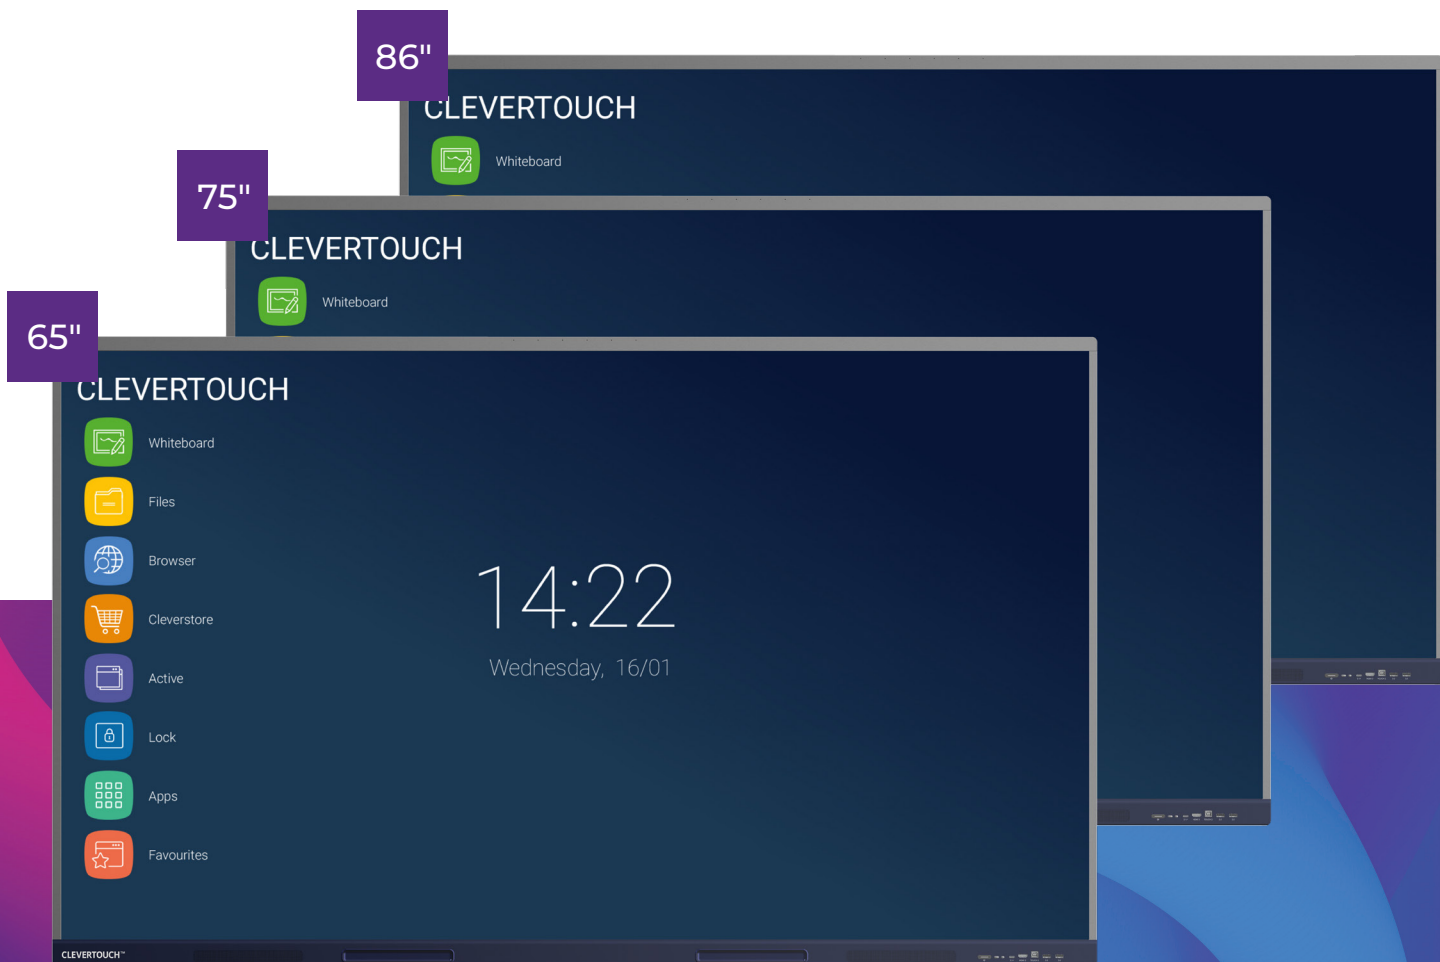 86"
CLEVERTOUCH
Whiteboard
75"
CLEVERTOUCH
Whiteboard
65"
CLEVERTOUCH
Whiteboard
Files
Browser
Cleverstore
Active
Lock
Apps
Favourites
14:22
Wednesday, 16/01
CLEVERTOUCH™